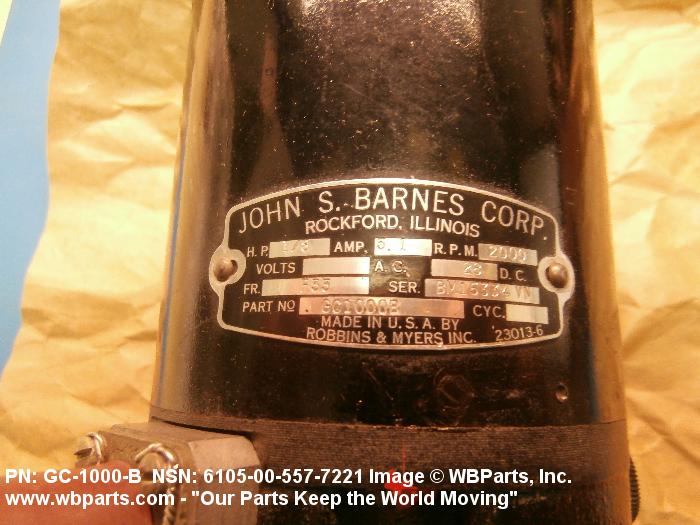 JOHN S. BARNES CORP.
ROCKFORD, ILLINOIS
H.P. 1/8 AMP. 5.1 R.P.M. 2000
VOLTS A.C. 28 D.C.
FR. -55 SER.
PART Nº GC1000B CYC.
MADE IN U.S.A. BY
ROBBINS & MYERS INC. 23013-6
PN: GC-1000-B NSN: 6105-00-557-7221 Image © WBParts, Inc.
www.wbparts.com - "Our Parts Keep the World Moving"